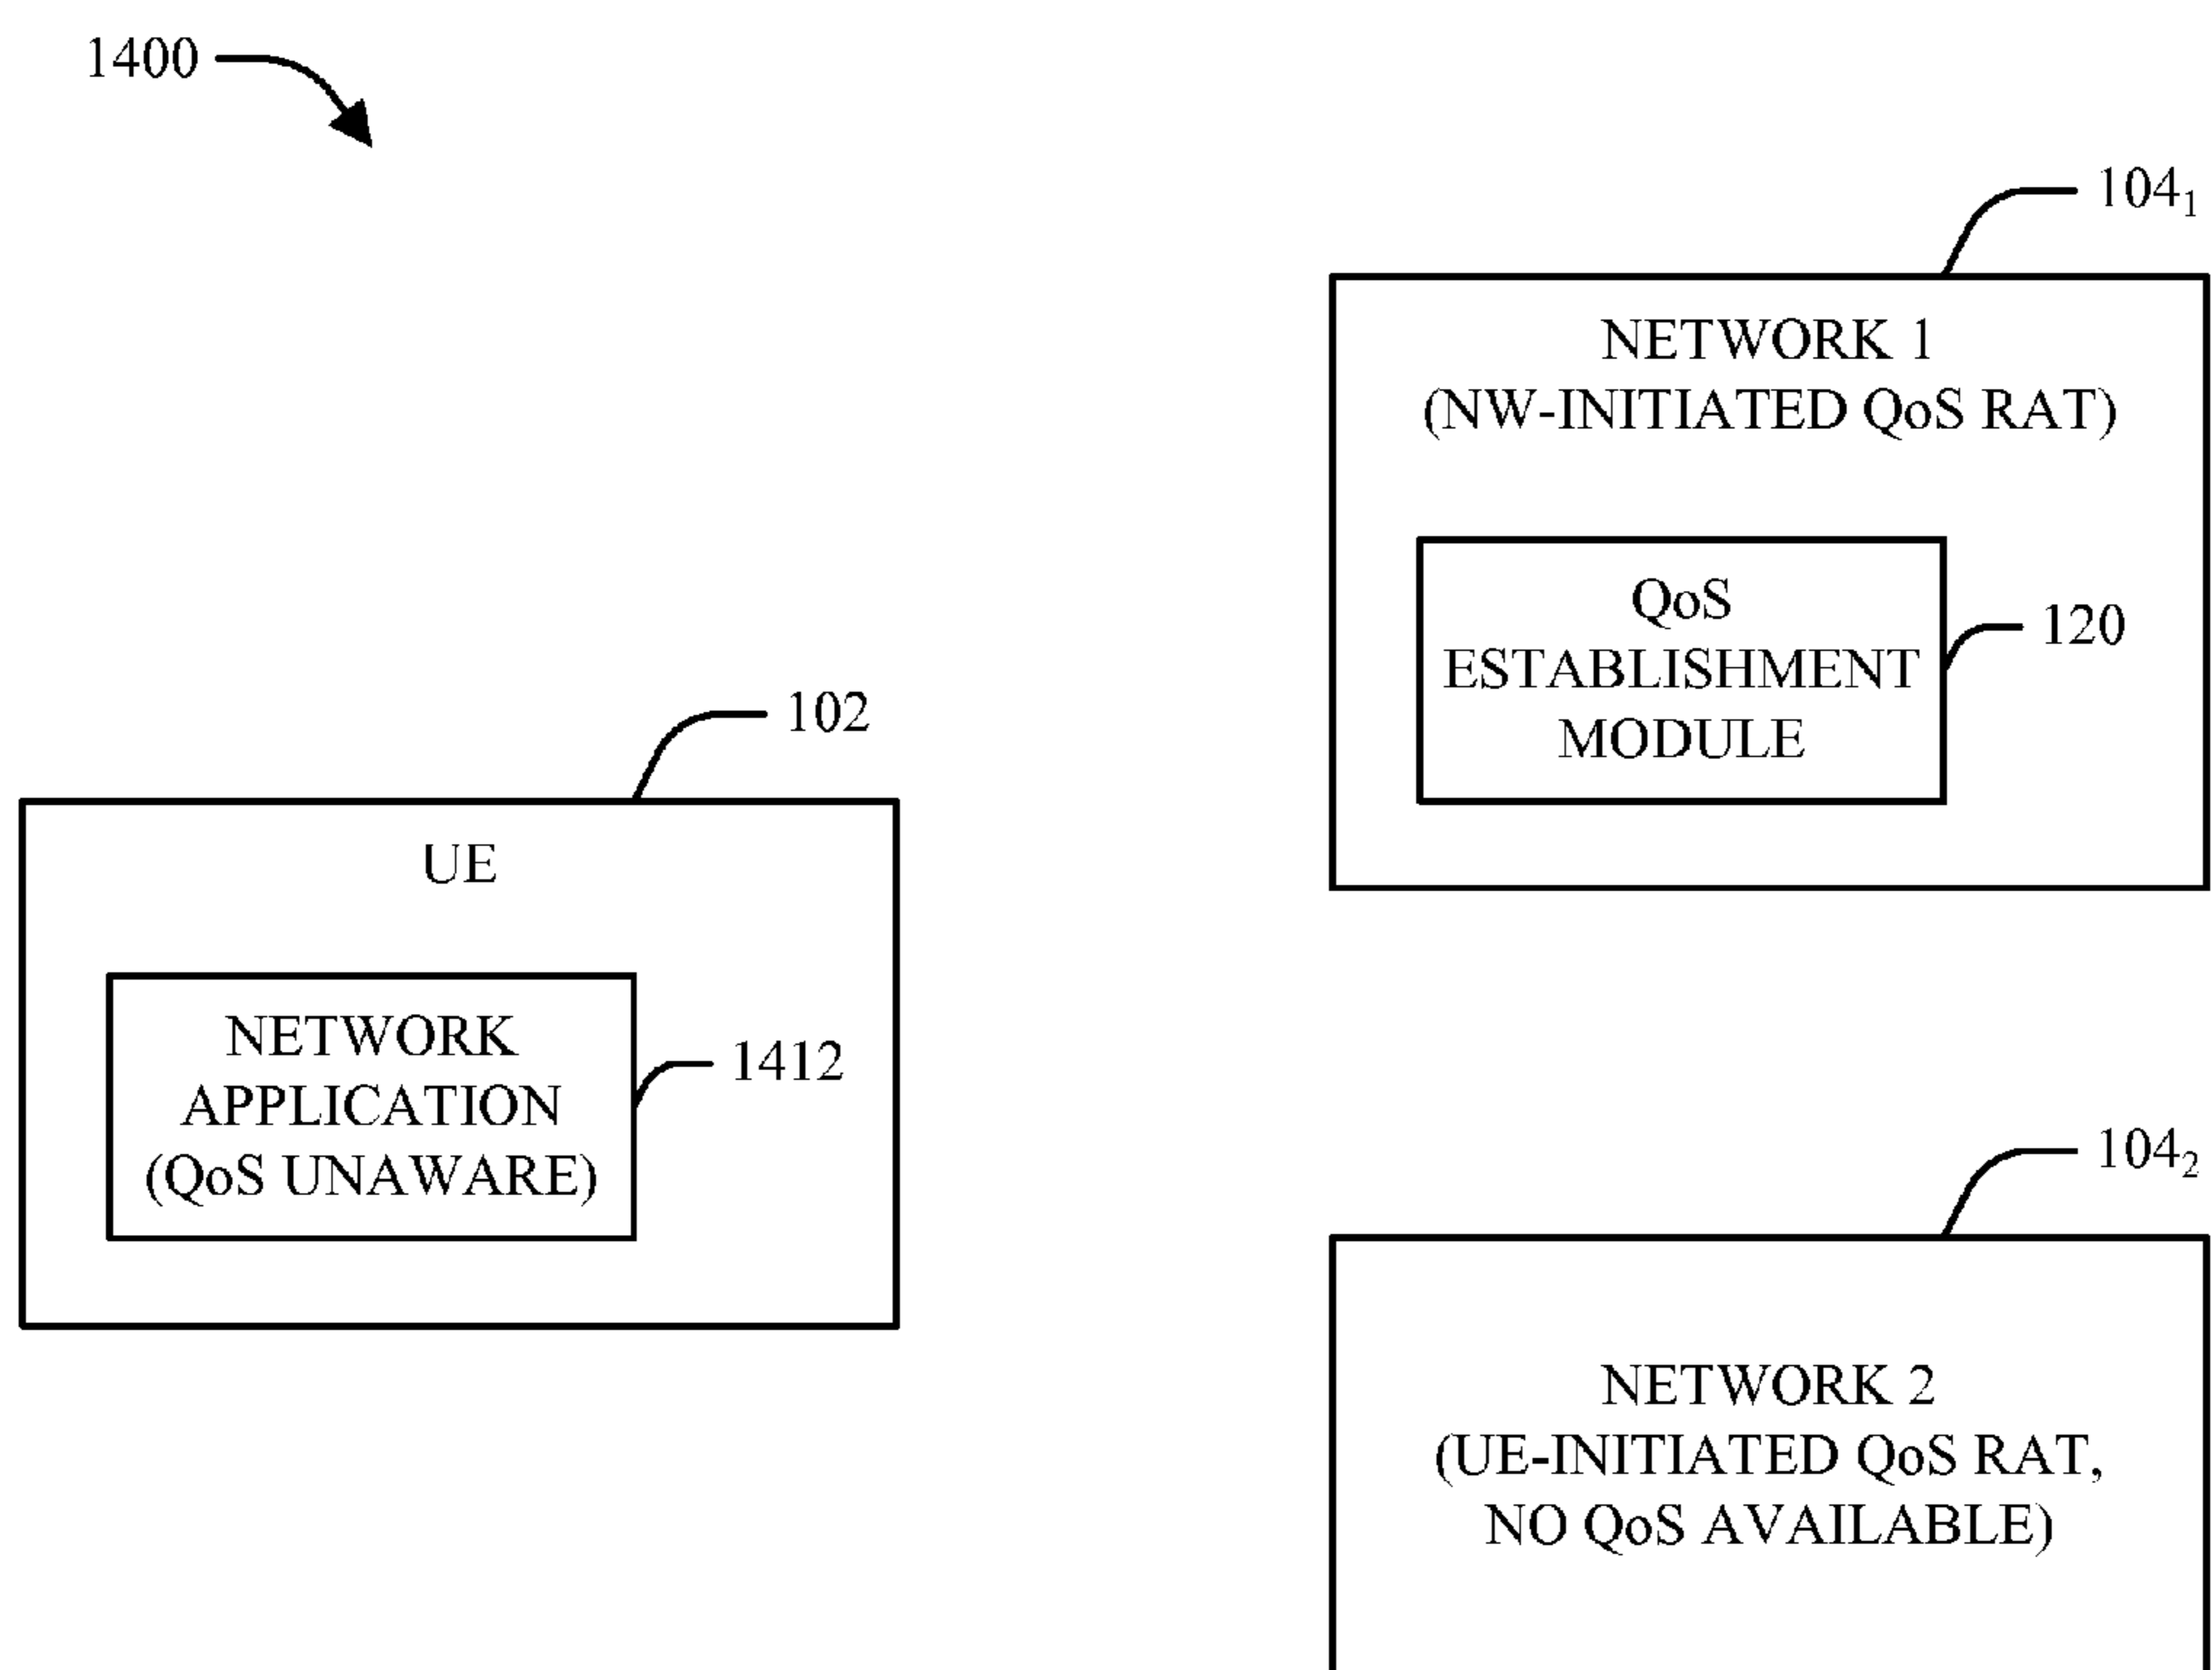 1400
104₁
NETWORK 1
(NW-INITIATED QoS RAT)
QoS
ESTABLISHMENT
MODULE
120
102
UE
NETWORK
APPLICATION
(QoS UNAWARE)
1412
104₂
NETWORK 2
(UE-INITIATED QoS RAT,
NO QoS AVAILABLE)